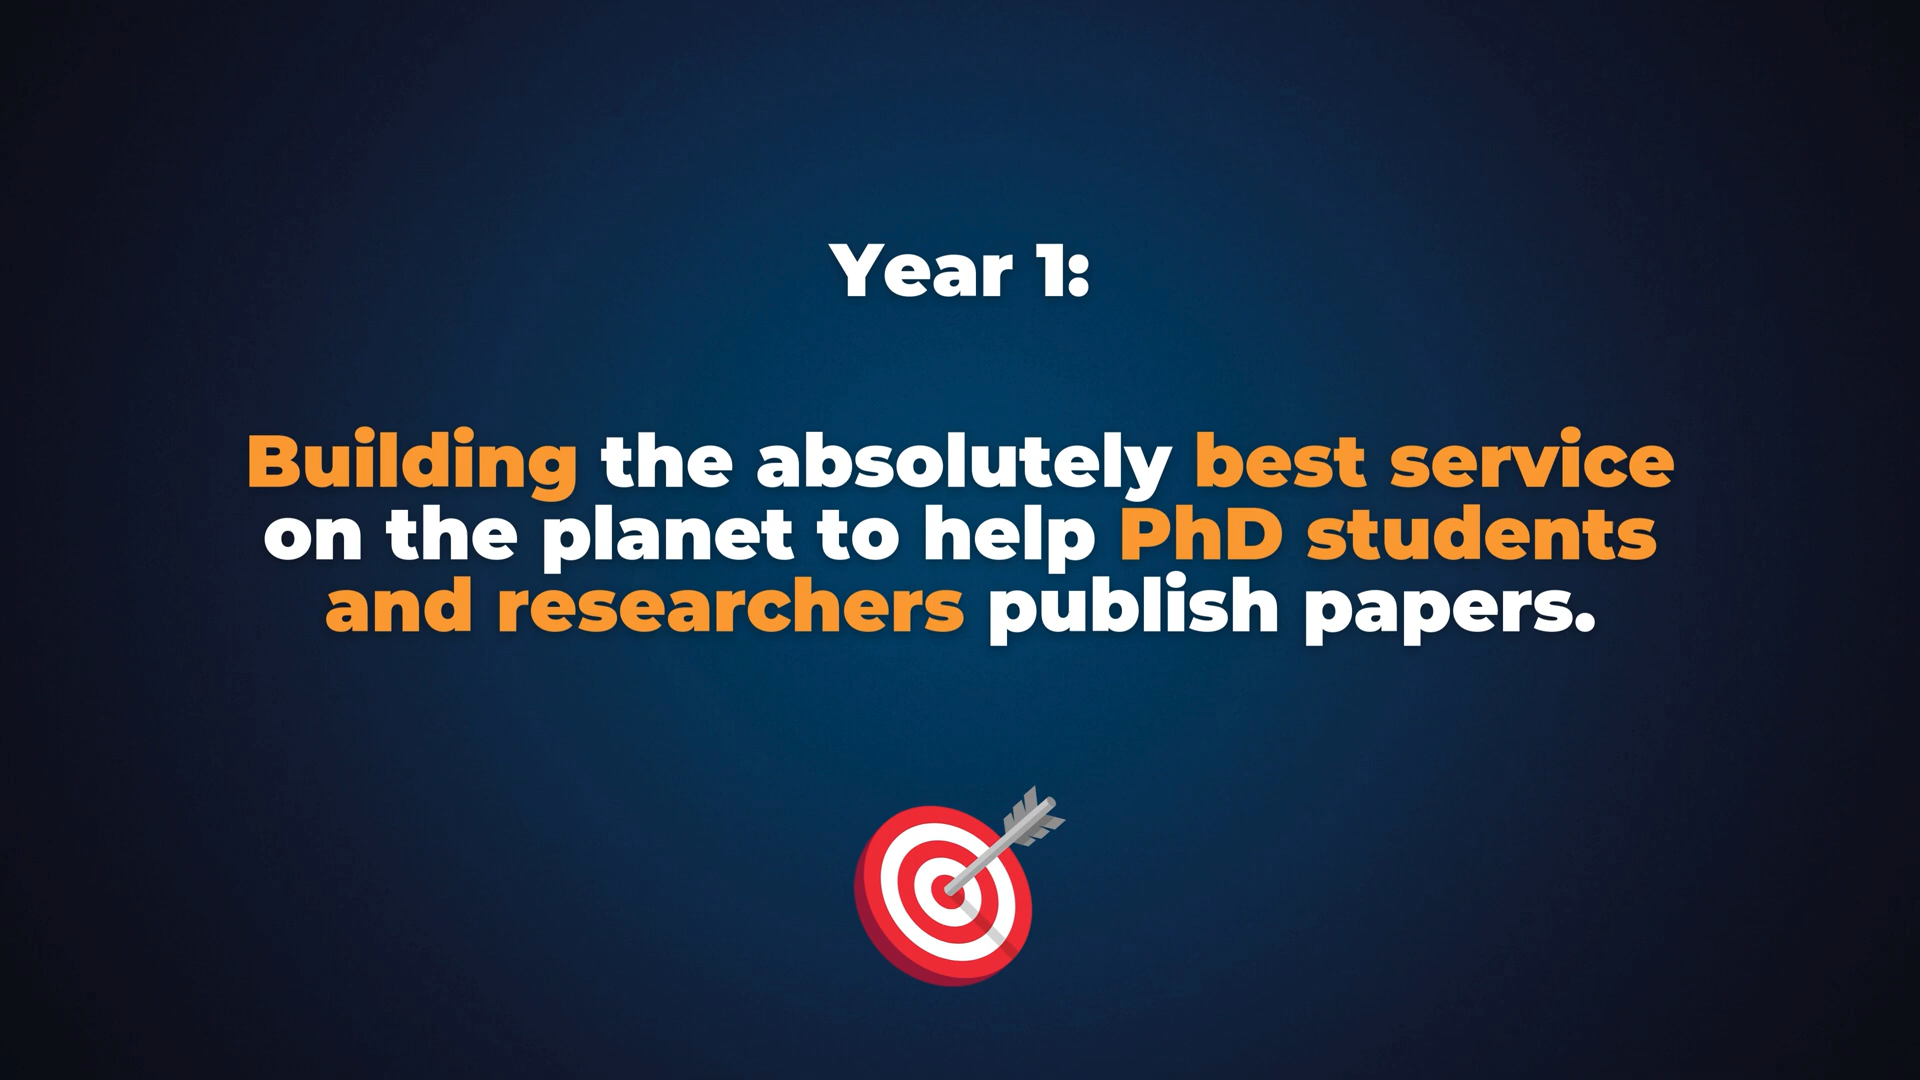 Year 1:
Building the absolutely best service
on the planet to help PhD students
and researchers publish papers.